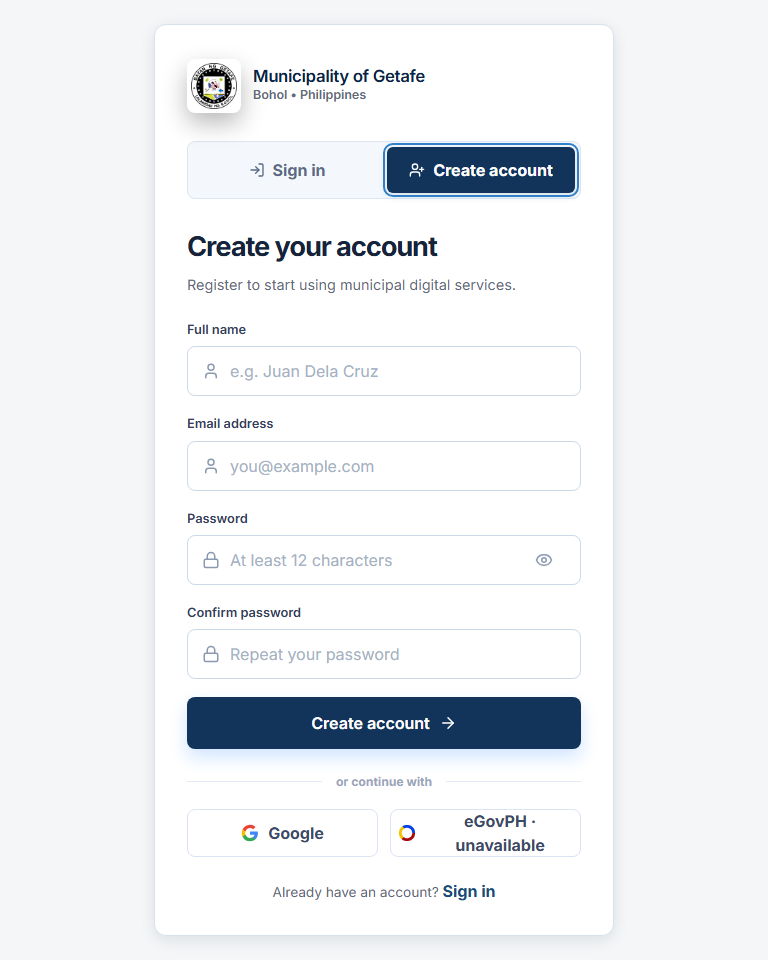 Municipality of Getafe
Bohol • Philippines
Sign in
Create account
Create your account
Register to start using municipal digital services.
Full name
e.g. Juan Dela Cruz
Email address
you@example.com
Password
At least 12 characters
Confirm password
Repeat your password
Create account
or continue with
Google
eGovPH ·
unavailable
Already have an account? Sign in